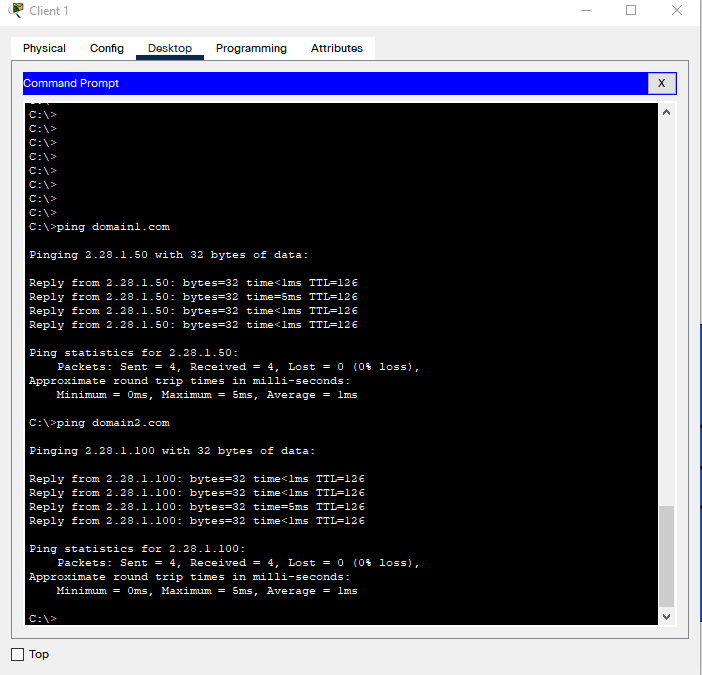 Client 1
Physical Config Desktop Programming Attributes
Command Prompt
X
C:\>
C:\>
C:\>
C:\>
C:\>
C:\>
C:\>
C:\>
C:\>ping domain1.com
Pinging 2.28.1.50 with 32 bytes of data:
Reply from 2.28.1.50: bytes=32 time<1ms TTL=126
Reply from 2.28.1.50: bytes=32 time=5ms TTL=126
Reply from 2.28.1.50: bytes=32 time<1ms TTL=126
Reply from 2.28.1.50: bytes=32 time<1ms TTL=126
Ping statistics for 2.28.1.50:
Packets: Sent = 4, Received = 4, Lost = 0 (0% loss),
Approximate round trip times in milli-seconds:
Minimum = 0ms, Maximum = 5ms, Average = 1ms
C:\>ping domain2.com
Pinging 2.28.1.100 with 32 bytes of data:
Reply from 2.28.1.100: bytes=32 time<1ms TTL=126
Reply from 2.28.1.100: bytes=32 time<1ms TTL=126
Reply from 2.28.1.100: bytes=32 time=5ms TTL=126
Reply from 2.28.1.100: bytes=32 time<1ms TTL=126
Ping statistics for 2.28.1.100:
Packets: Sent = 4, Received = 4, Lost = 0 (0% loss),
Approximate round trip times in milli-seconds:
Minimum = 0ms, Maximum = 5ms, Average = 1ms
C:\>
Top